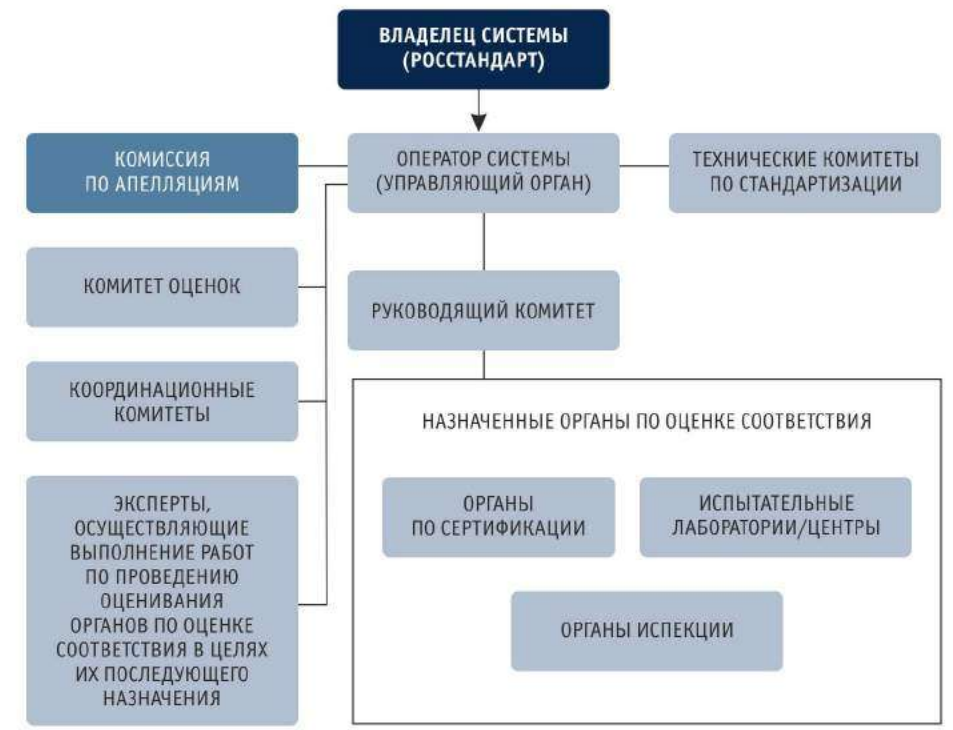 ВЛАДЕЛЕЦ СИСТЕМЫ
(РОССТАНДАРТ)
КОМИССИЯ
ПО АПЕЛЛЯЦИЯМ
ОПЕРАТОР СИСТЕМЫ
(УПРАВЛЯЮЩИЙ ОРГАН)
ТЕХНИЧЕСКИЕ КОМИТЕТЫ
ПО СТАНДАРТИЗАЦИИ
КОМИТЕТ ОЦЕНОК
РУКОВОДЯЩИЙ КОМИТЕТ
КООРДИНАЦИОННЫЕ
КОМИТЕТЫ
ЭКСПЕРТЫ,
ОСУЩЕСТВЛЯЮЩИЕ
ВЫПОЛНЕНИЕ РАБОТ
ПО ПРОВЕДЕНИЮ
ОЦЕНИВАНИЯ
ОРГАНОВ ПО ОЦЕНКЕ
СООТВЕТСТВИЯ В ЦЕЛЯХ
ИХ ПОСЛЕДУЮЩЕГО
НАЗНАЧЕНИЯ
НАЗНАЧЕННЫЕ ОРГАНЫ ПО ОЦЕНКЕ СООТВЕТСТВИЯ
ОРГАНЫ
ПО СЕРТИФИКАЦИИ
ИСПЫТАТЕЛЬНЫЕ
ЛАБОРАТОРИИ/ЦЕНТРЫ
ОРГАНЫ ИСПЕКЦИИ